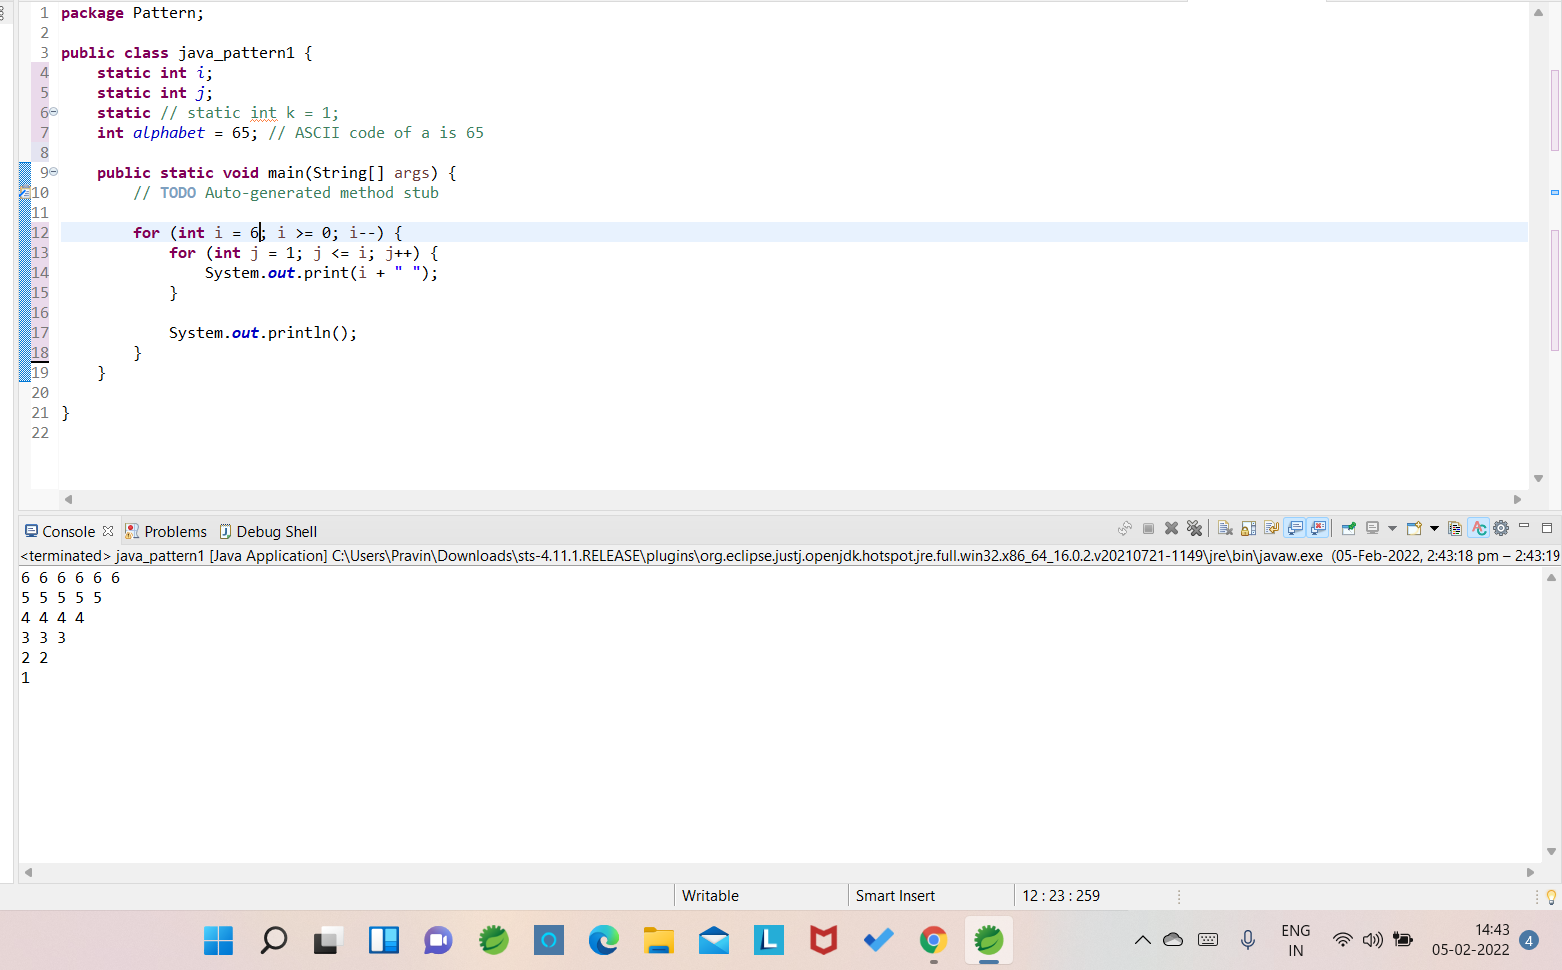 1 package Pattern;
2
3 public class java_pattern1 {
4 static int i;
5 static int j;
6 static // static int k = 1;
7 int alphabet = 65; // ASCII code of a is 65
8
9 public static void main(String[] args) {
10 // TODO Auto-generated method stub
11
12 for (int i = 6; i >= 0; i--) {
13 for (int j = 1; j <= i; j++) {
14 System.out.print(i + " ");
15 }
16
17 System.out.println();
18 }
19 }
20
21 }
22
Console Problems Debug Shell
<terminated> java_pattern1 [Java Application] C:\Users\Pravin\Downloads\sts-4.11.1.RELEASE\plugins\org.eclipse.justj.openjdk.hotspot.jre.full.win32.x86_64_16.0.2.v20210721-1149\jre\bin\javaw.exe (05-Feb-2022, 2:43:18 pm – 2:43:19
6 6 6 6 6 6
5 5 5 5 5
4 4 4 4
3 3 3
2 2
1
Writable Smart Insert 12 : 23 : 259
ENG 14:43
IN 05-02-2022 4